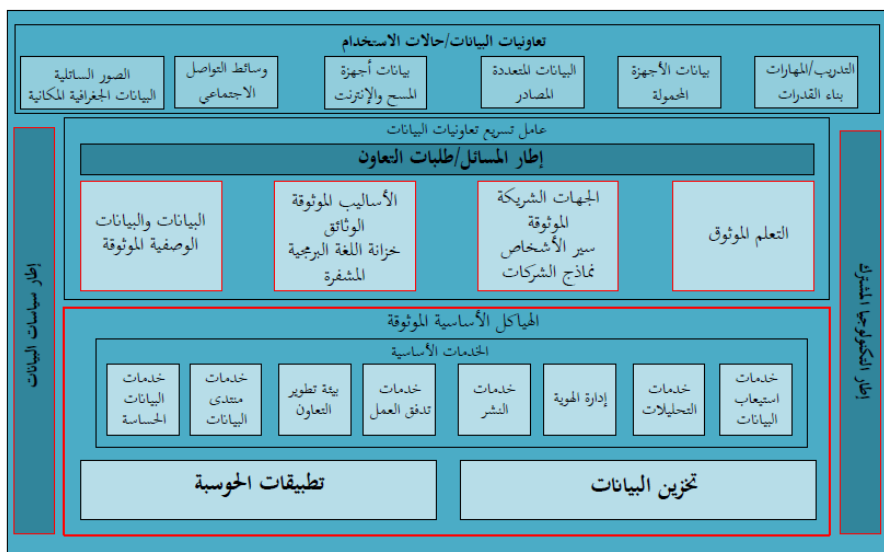 تعاونيات البيانات/حالات الاستخدام
التدريب/المهارات
بناء القدرات
بيانات الأجهزة
المحمولة
البيانات المتعددة
المصادر
بيانات أجهزة
المسح والإنترنت
وسائط التواصل
الاجتماعي
الصور الساتلية
البيانات الجغرافية المكانية
إطار التكنولوجيا المشترك
عامل تسريع تعاونيات البيانات
إطار المسائل/طلبات التعاون
التعلم الموثوق
الجهات الشريكة
الموثوقة
سير الأشخاص
نماذج الشركات
الأساليب الموثوقة
الوثائق
خزانة اللغة البرمجية
المشفرة
البيانات والبيانات
الوصفية الموثوقة
الهياكل الأساسية الموثوقة
الخدمات الأساسية
خدمات
استيعاب
البيانات
خدمات
التحليلات
إدارة الهوية
خدمات
النشر
خدمات
تدفق العمل
بيئة تطوير
التعاون
خدمات
منتدى
البيانات
خدمات
البيانات
الحساسة
تخزين البيانات
تطبيقات الحوسبة
إطار سياسات البيانات